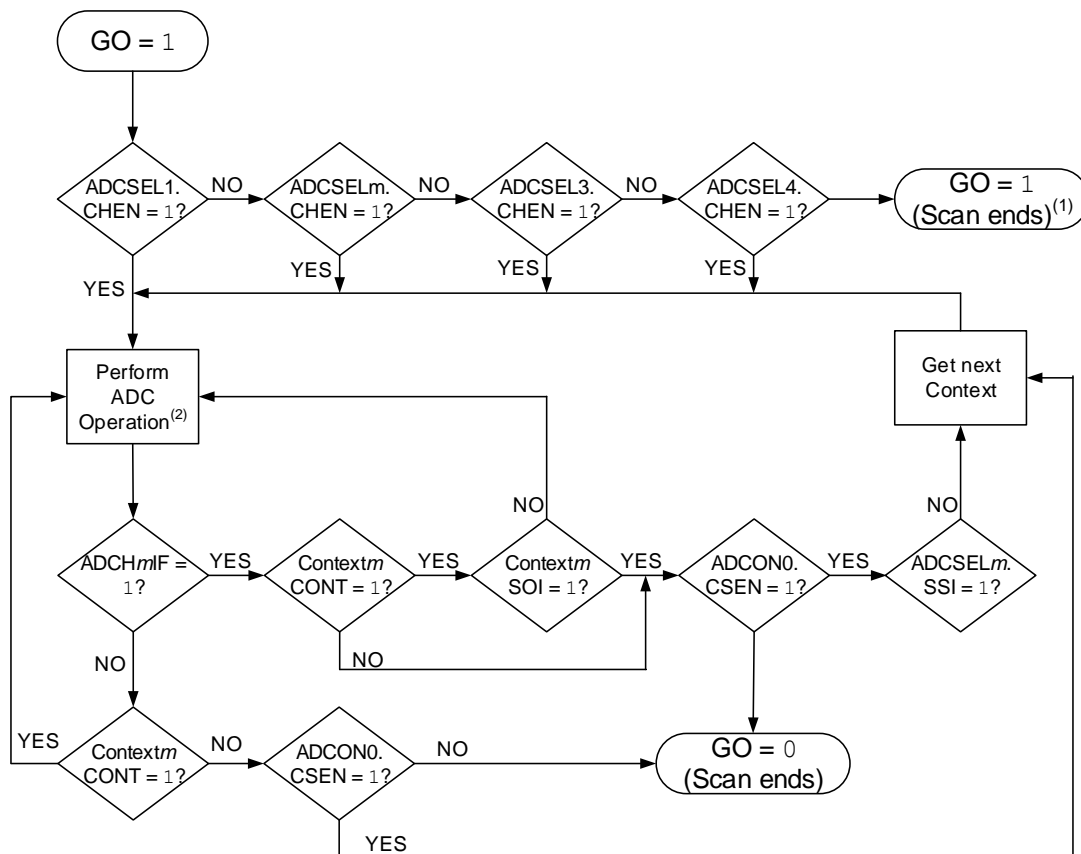 GO = 1
ADCSEL1.
CHEN = 1?
NO
ADCSELm.
CHEN = 1?
NO
ADCSEL3.
CHEN = 1?
NO
ADCSEL4.
CHEN = 1?
GO = 1
(Scan ends)(1)
YES
YES
YES
YES
Perform
ADC
Operation(2)
Get next
Context
NO
NO
ADCHmIF =
1?
YES
Contextm
CONT = 1?
YES
Contextm
SOI = 1?
YES
ADCON0.
CSEN = 1?
YES
ADCSELm.
SSI = 1?
NO
NO
YES
Contextm
CONT = 1?
NO
ADCON0.
CSEN = 1?
NO
GO = 0
(Scan ends)
YES